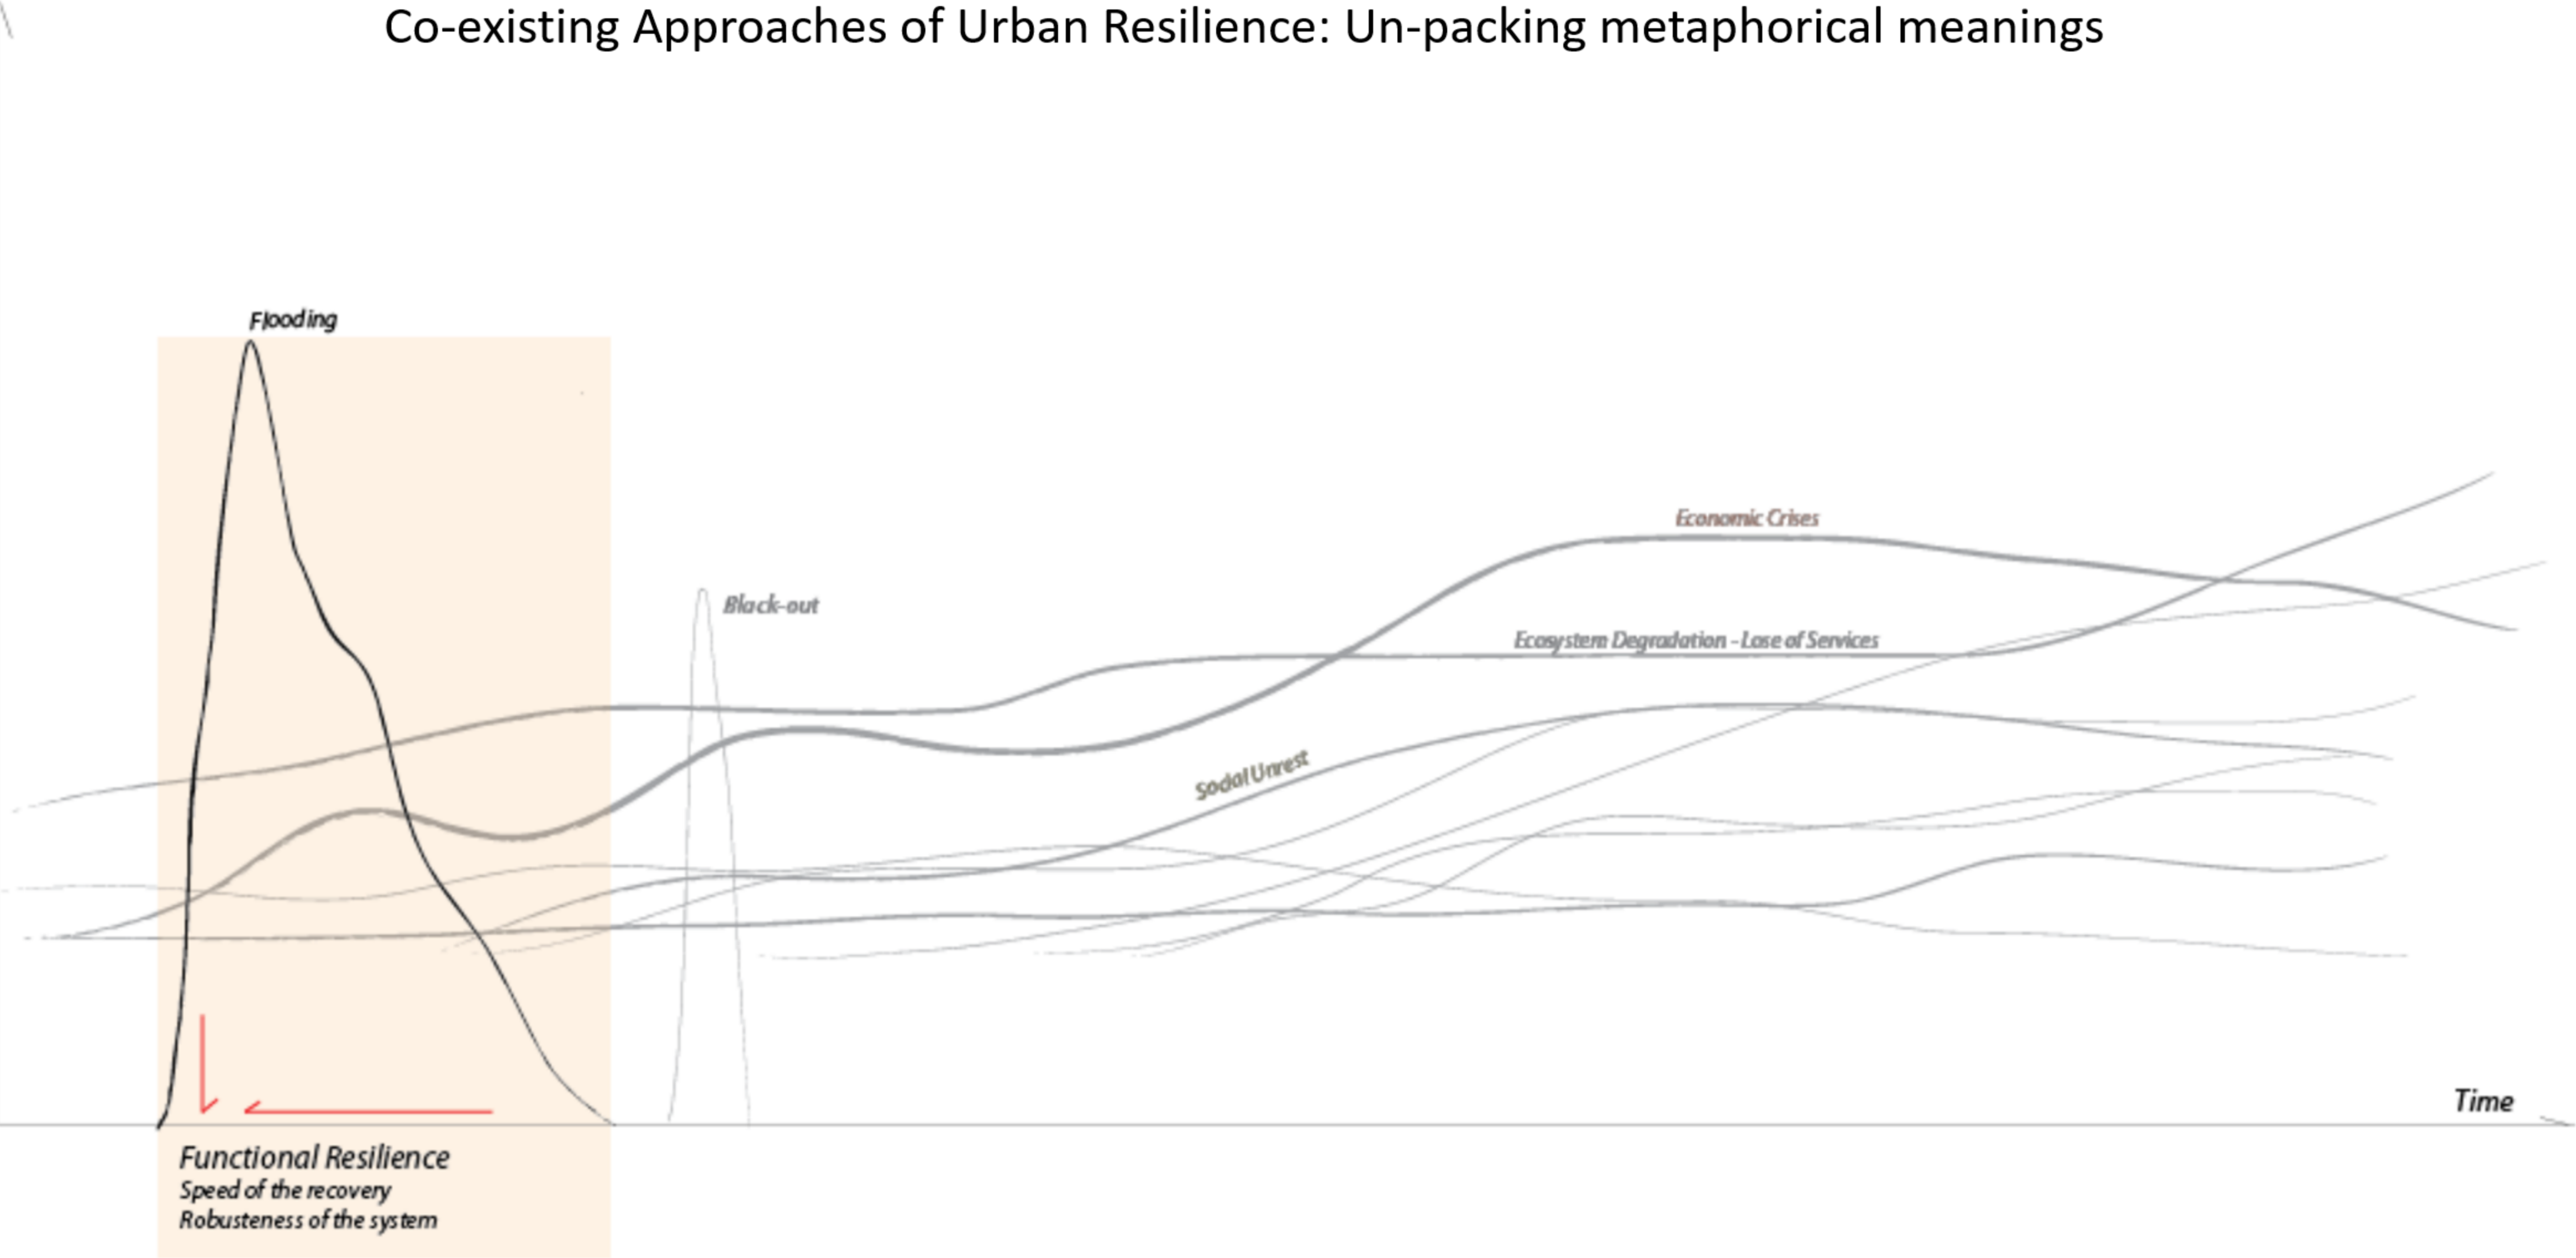 Co-existing Approaches of Urban Resilience: Un-packing metaphorical meanings
Flooding
Economic Crises
Black-out
Ecosystem Degradation - Lose of Services
Social Unrest
Time
Functional Resilience
Speed of the recovery
Robusteness of the system